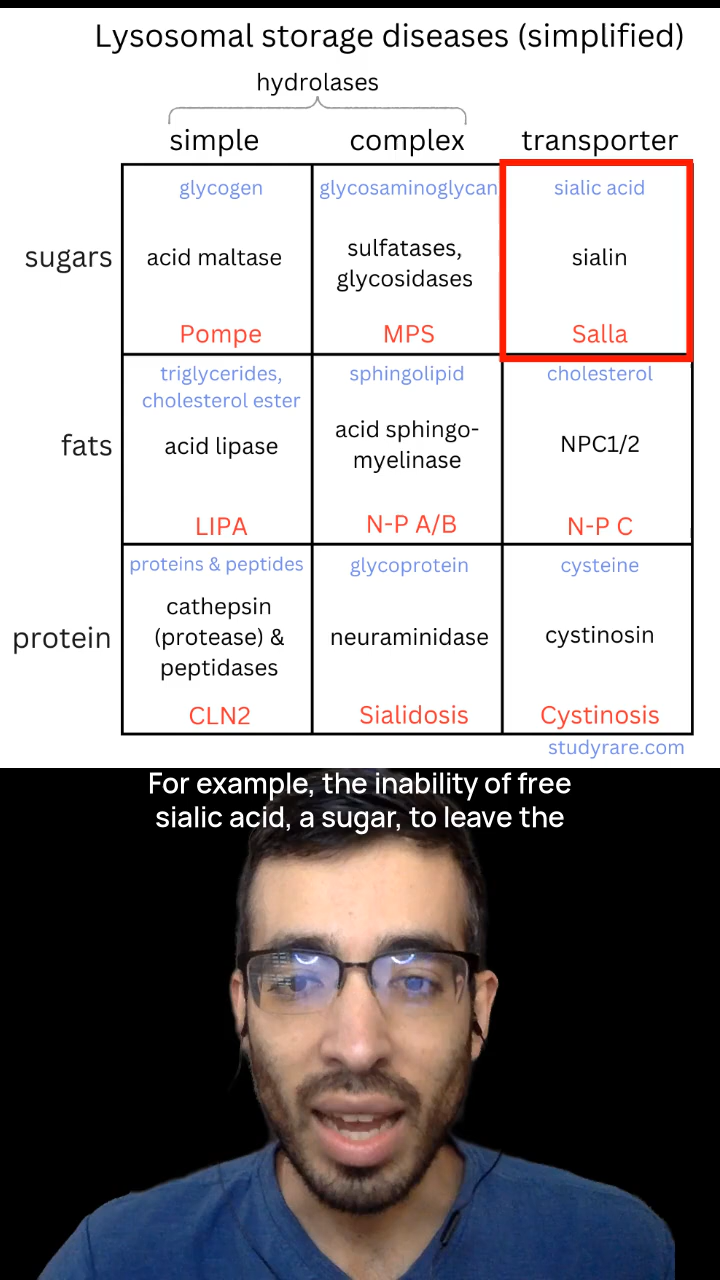 Lysosomal storage diseases (simplified)
hydrolases
simple complex transporter
sugars
glycogen
acid maltase
Pompe
glycosaminoglycan
sulfatases,
glycosidases
MPS
sialic acid
sialin
Salla
fats
triglycerides,
cholesterol ester
acid lipase
LIPA
sphingolipid
acid sphingo-
myelinase
N-P A/B
cholesterol
NPC1/2
N-P C
protein
proteins & peptides
cathepsin
(protease) &
peptidases
CLN2
glycoprotein
neuraminidase
Sialidosis
cysteine
cystinosin
Cystinosis
studyrare.com
For example, the inability of free
sialic acid, a sugar, to leave the